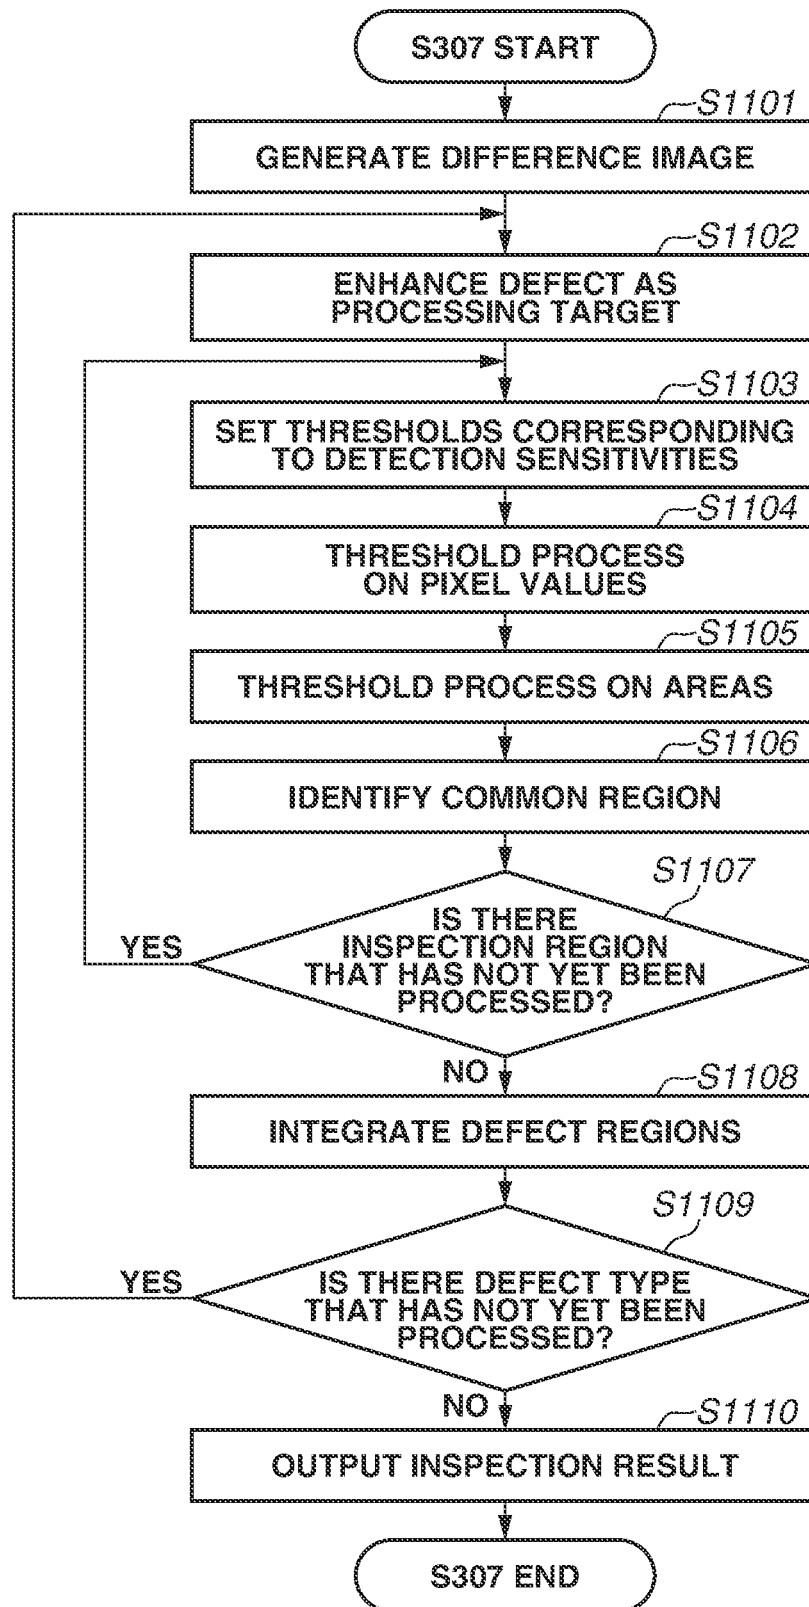 S307 START
S1101
GENERATE DIFFERENCE IMAGE
S1102
ENHANCE DEFECT AS
PROCESSING TARGET
S1103
SET THRESHOLDS CORRESPONDING
TO DETECTION SENSITIVITIES
S1104
THRESHOLD PROCESS
ON PIXEL VALUES
S1105
THRESHOLD PROCESS ON AREAS
S1106
IDENTIFY COMMON REGION
S1107
IS THERE
INSPECTION REGION
THAT HAS NOT YET BEEN
PROCESSED?
YES
NO
S1108
INTEGRATE DEFECT REGIONS
S1109
IS THERE DEFECT TYPE
THAT HAS NOT YET BEEN
PROCESSED?
YES
NO
S1110
OUTPUT INSPECTION RESULT
S307 END